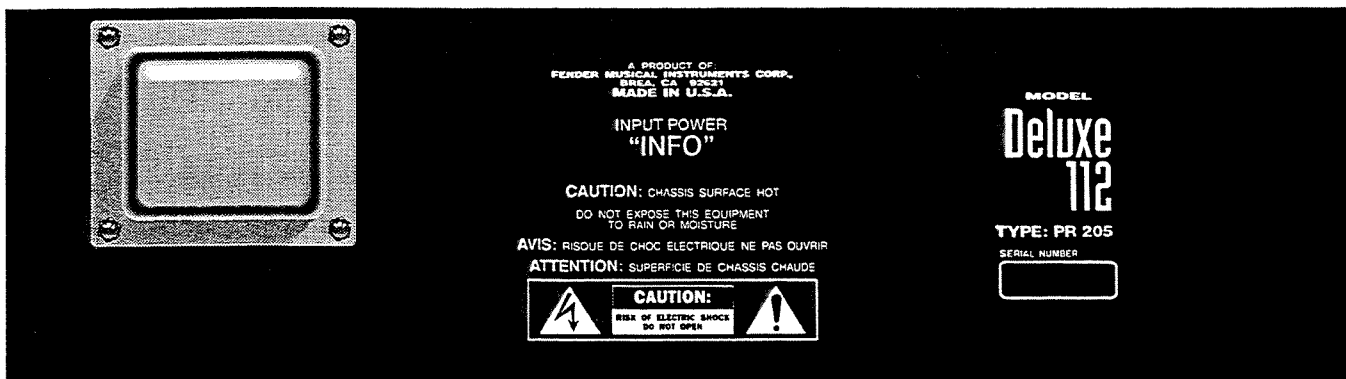 A PRODUCT OF:
FENDER MUSICAL INSTRUMENTS CORP.,
BREA, CA 92621
MADE IN U.S.A.
INPUT POWER
“INFO”
CAUTION: CHASSIS SURFACE HOT
DO NOT EXPOSE THIS EQUIPMENT
TO RAIN OR MOISTURE
AVIS: RISQUE DE CHOC ELECTRIQUE NE PAS OUVRIR
ATTENTION: SUPERFICIE DE CHASSIS CHAUDE
CAUTION:
RISK OF ELECTRIC SHOCK
DO NOT OPEN
MODEL
Deluxe
112
TYPE: PR 205
SERIAL NUMBER